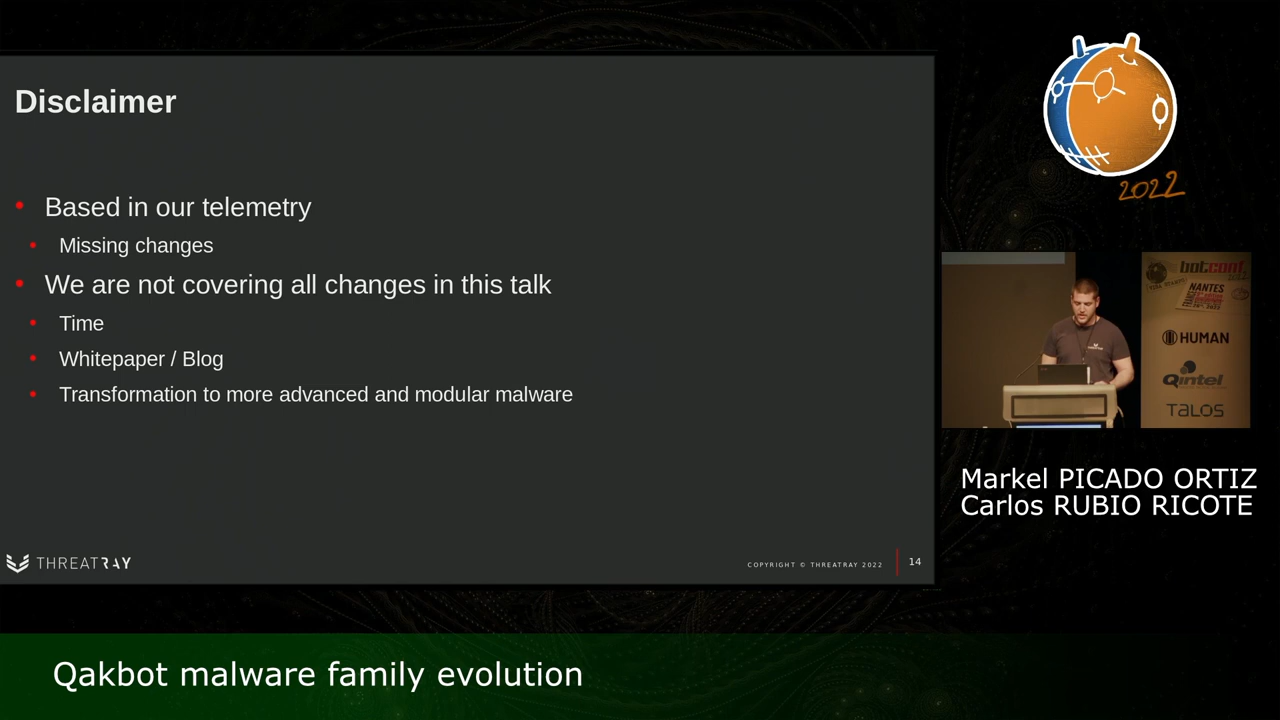 Disclaimer
Based in our telemetry
Missing changes
We are not covering all changes in this talk
Time
Whitepaper / Blog
Transformation to more advanced and modular malware
THREATRAY
COPYRIGHT © THREATRAY 2022
14
2022
botconf
NANTES
HUMAN
Qintel
TALOS
Markel PICADO ORTIZ
Carlos RUBIO RICOTE
Qakbot malware family evolution